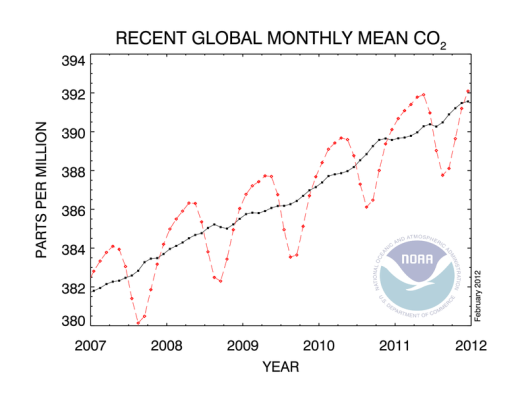 RECENT GLOBAL MONTHLY MEAN CO2
394
392
390
388
386
384
382
380
PARTS PER MILLION
2007 2008 2009 2010 2011 2012
YEAR
NATIONAL OCEANIC AND ATMOSPHERIC ADMINISTRATION
NOAA
U.S. DEPARTMENT OF COMMERCE
February 2012